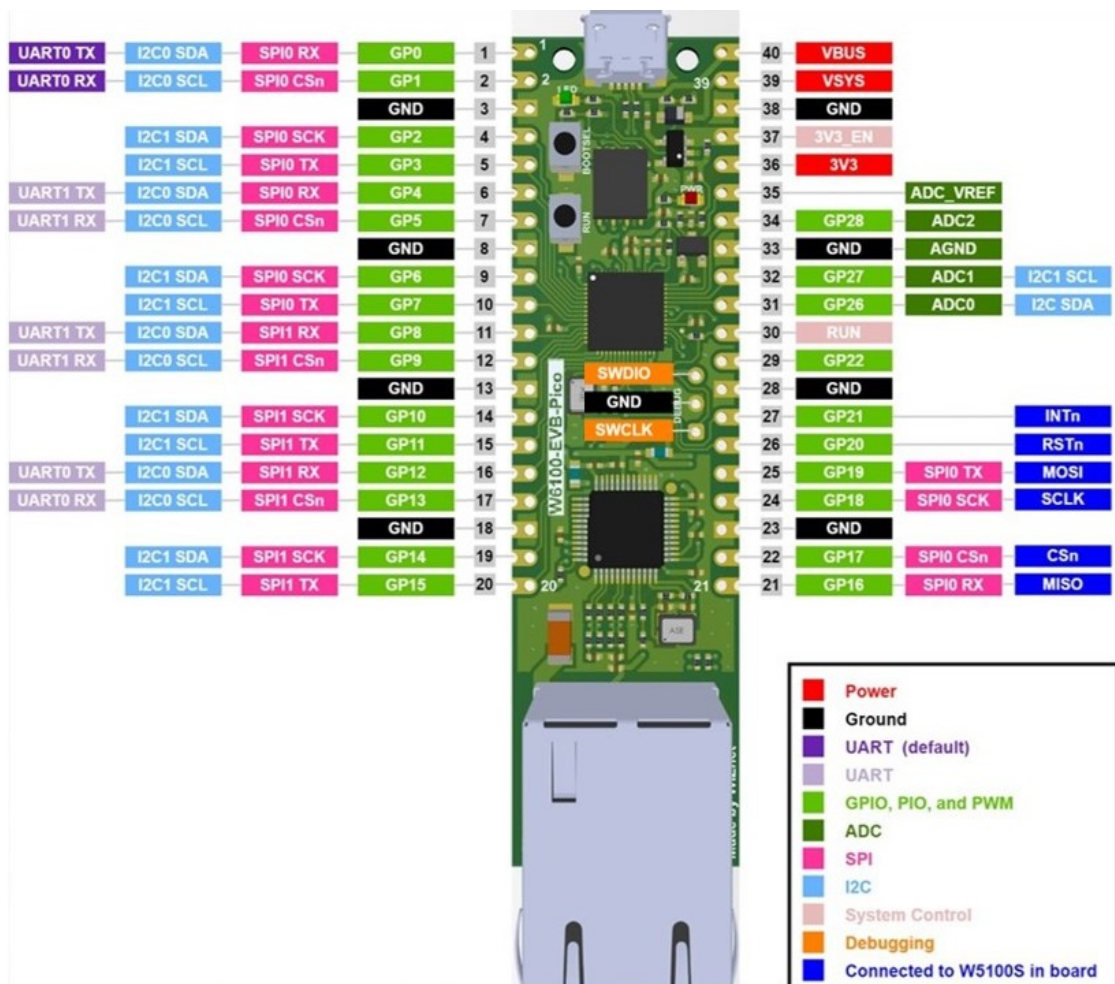 UART0 TX I2C0 SDA SPI0 RX GP0 1 1 40 VBUS
UART0 RX I2C0 SCL SPI0 CSn GP1 2 2 39 39 VSYS
GND 3 LED 38 GND
I2C1 SDA SPI0 SCK GP2 4 BOOTSEL 37 3V3_EN
I2C1 SCL SPI0 TX GP3 5 36 3V3
UART1 TX I2C0 SDA SPI0 RX GP4 6 PWR 35 ADC_VREF
UART1 RX I2C0 SCL SPI0 CSn GP5 7 RUN 34 GP28 ADC2
GND 8 33 GND AGND
I2C1 SDA SPI0 SCK GP6 9 32 GP27 ADC1 I2C1 SCL
I2C1 SCL SPI0 TX GP7 10 31 GP26 ADC0 I2C SDA
UART1 TX I2C0 SDA SPI1 RX GP8 11 30 RUN
UART1 RX I2C0 SCL SPI1 CSn GP9 12 29 GP22
SWDIO
GND 13 28 GND
GND DEBUG
I2C1 SDA SPI1 SCK GP10 14 27 GP21 INTn
SWCLK
I2C1 SCL SPI1 TX GP11 15 26 GP20 RSTn
UART0 TX I2C0 SDA SPI1 RX GP12 16 25 GP19 SPI0 TX MOSI
UART0 RX I2C0 SCL SPI1 CSn GP13 17 24 GP18 SPI0 SCK SCLK
W6100-EVB-Pico
GND 18 23 GND
I2C1 SDA SPI1 SCK GP14 19 22 GP17 SPI0 CSn CSn
I2C1 SCL SPI1 TX GP15 20 20 21 21 GP16 SPI0 RX MISO
ASE
Made by WIZnet
Power
Ground
UART (default)
UART
GPIO, PIO, and PWM
ADC
SPI
I2C
System Control
Debugging
Connected to W5100S in board